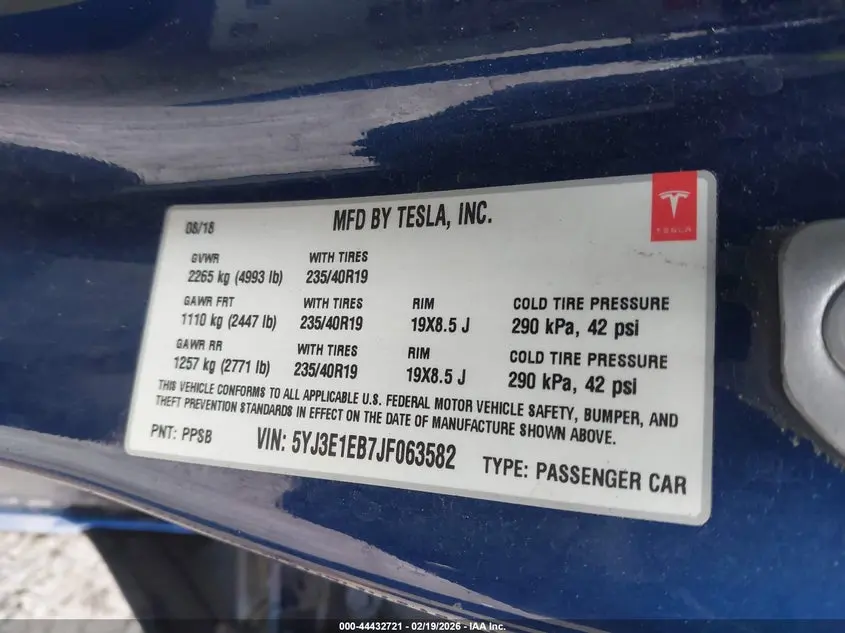 08/18
MFD BY TESLA, INC.
TESLA
GVWR
2265 kg (4993 lb)
WITH TIRES
235/40R19
GAWR FRT
1110 kg (2447 lb)
WITH TIRES
235/40R19
RIM
19X8.5 J
COLD TIRE PRESSURE
290 kPa, 42 psi
GAWR RR
1257 kg (2771 lb)
WITH TIRES
235/40R19
RIM
19X8.5 J
COLD TIRE PRESSURE
290 kPa, 42 psi
THIS VEHICLE CONFORMS TO ALL APPLICABLE U.S. FEDERAL MOTOR VEHICLE SAFETY, BUMPER, AND
THEFT PREVENTION STANDARDS IN EFFECT ON THE DATE OF MANUFACTURE SHOWN ABOVE.
PNT: PPSB
VIN: 5YJ3E1EB7JF063582
TYPE: PASSENGER CAR
000-44432721 - 02/19/2026 - IAA Inc.